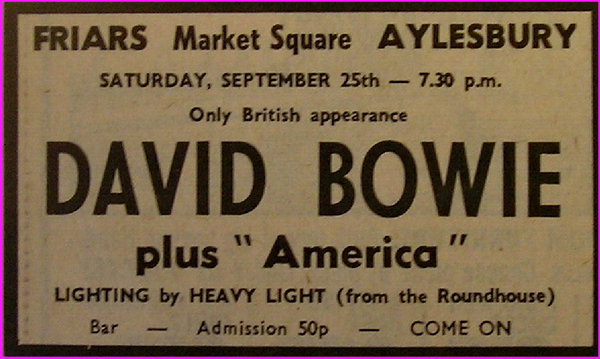 FRIARS Market Square AYLESBURY
SATURDAY, SEPTEMBER 25th — 7.30 p.m.
Only British appearance
DAVID BOWIE
plus "America"
LIGHTING by HEAVY LIGHT (from the Roundhouse)
Bar — Admission 50p — COME ON